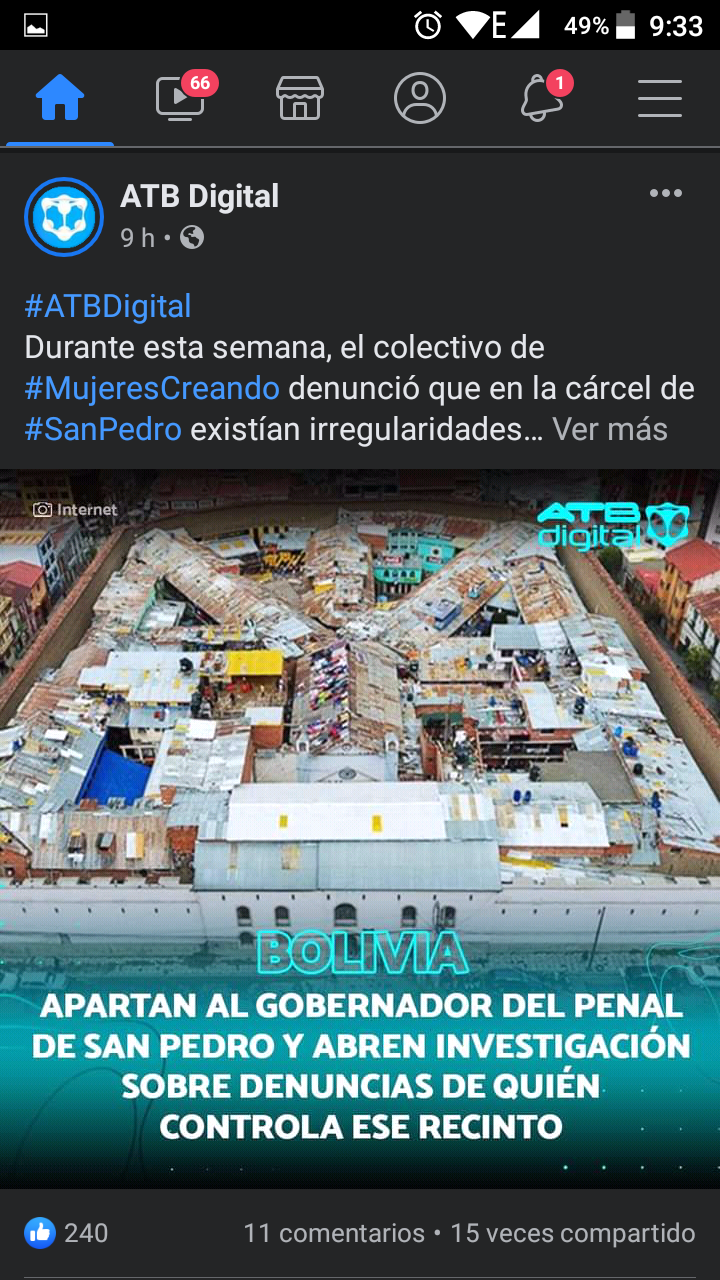 E 49% 9:33
66
1
ATB Digital
9 h •
#ATBDigital
Durante esta semana, el colectivo de
#MujeresCreando denunció que en la cárcel de
#SanPedro existían irregularidades... Ver más
Internet
ATB
digital
BOLIVIA
APARTAN AL GOBERNADOR DEL PENAL
DE SAN PEDRO Y ABREN INVESTIGACIÓN
SOBRE DENUNCIAS DE QUIÉN
CONTROLA ESE RECINTO
240 11 comentarios • 15 veces compartido